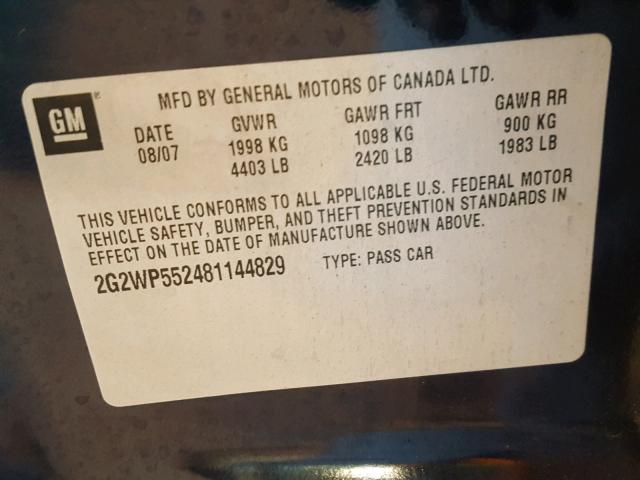 GM ®
MFD BY GENERAL MOTORS OF CANADA LTD.
DATE GVWR GAWR FRT GAWR RR
08/07 1998 KG 1098 KG 900 KG
4403 LB 2420 LB 1983 LB
THIS VEHICLE CONFORMS TO ALL APPLICABLE U.S. FEDERAL MOTOR
VEHICLE SAFETY, BUMPER, AND THEFT PREVENTION STANDARDS IN
EFFECT ON THE DATE OF MANUFACTURE SHOWN ABOVE.
2G2WP552481144829 TYPE: PASS CAR